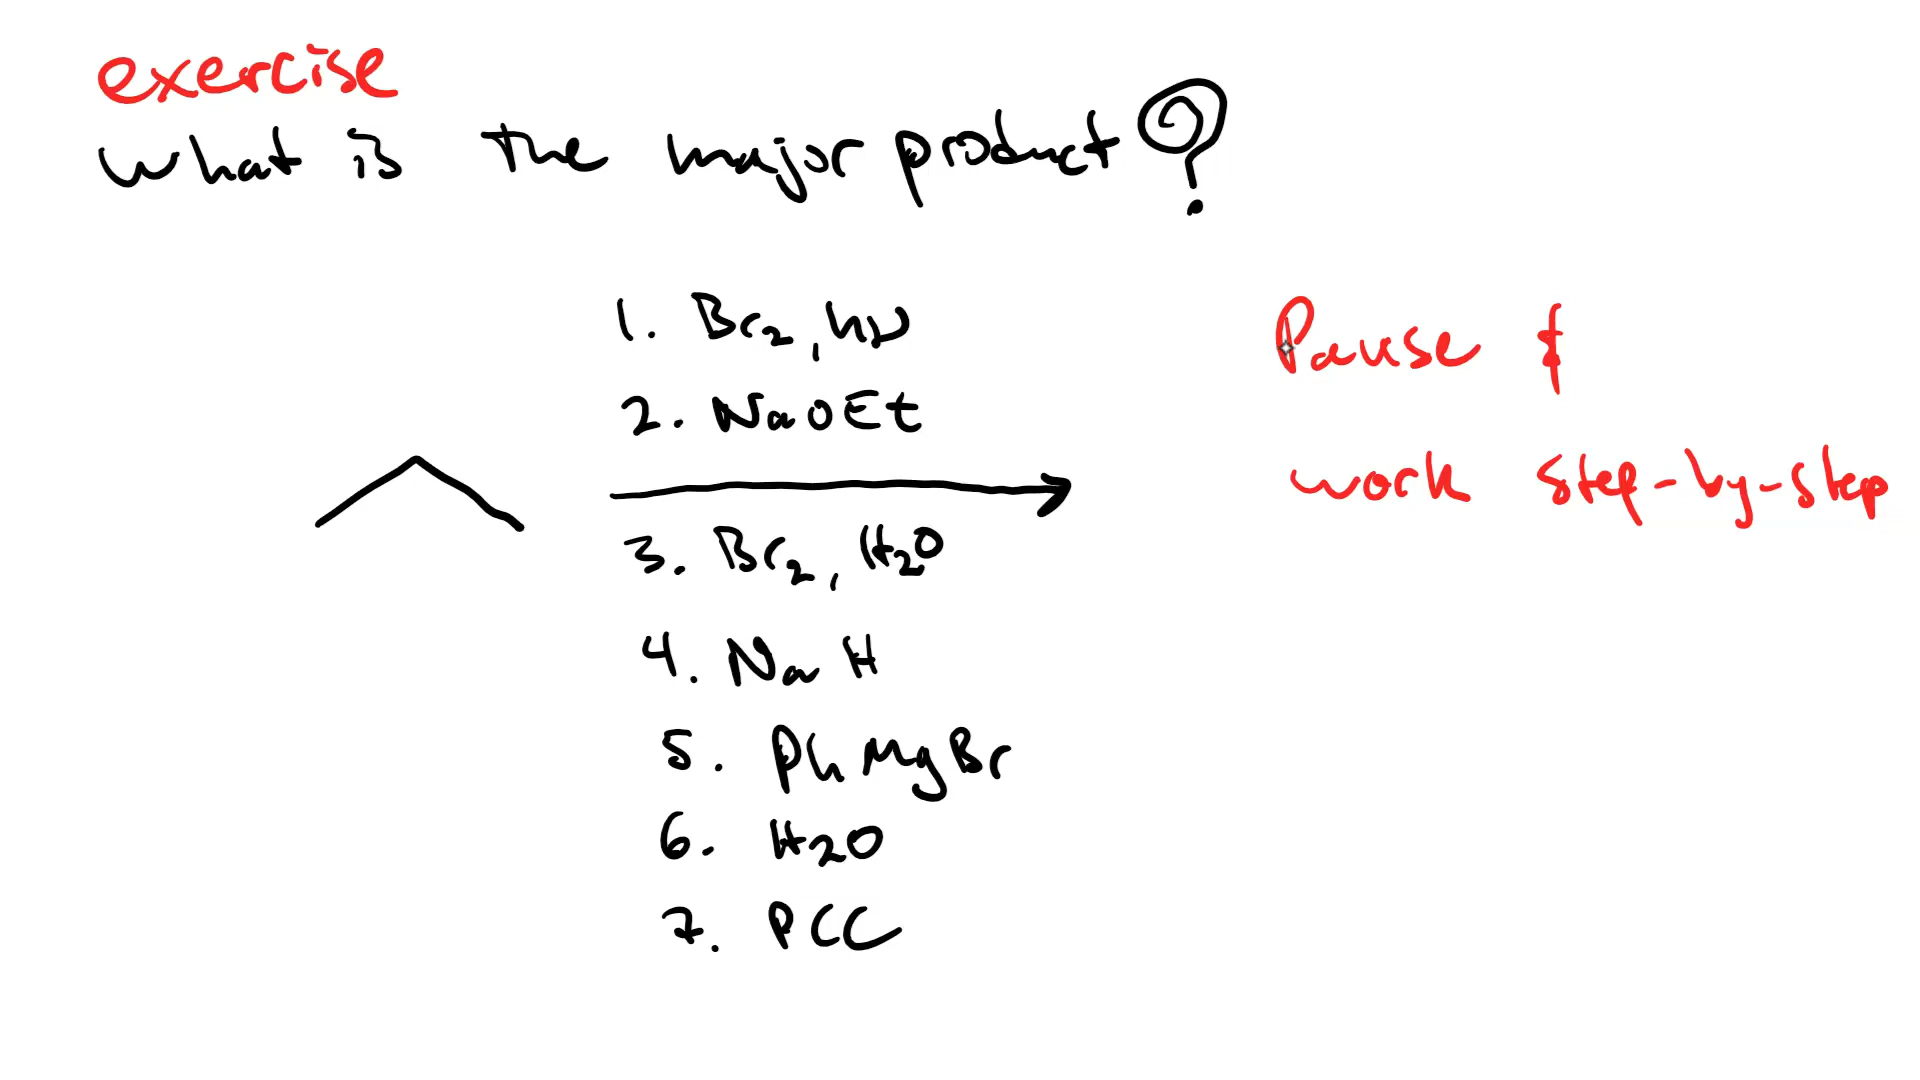 exercise
What is the major product?
1. Br2, hν
2. NaOEt
3. Br2, H2O
4. NaH
5. PhMgBr
6. H2O
7. PCC
Pause &
work step-by-step